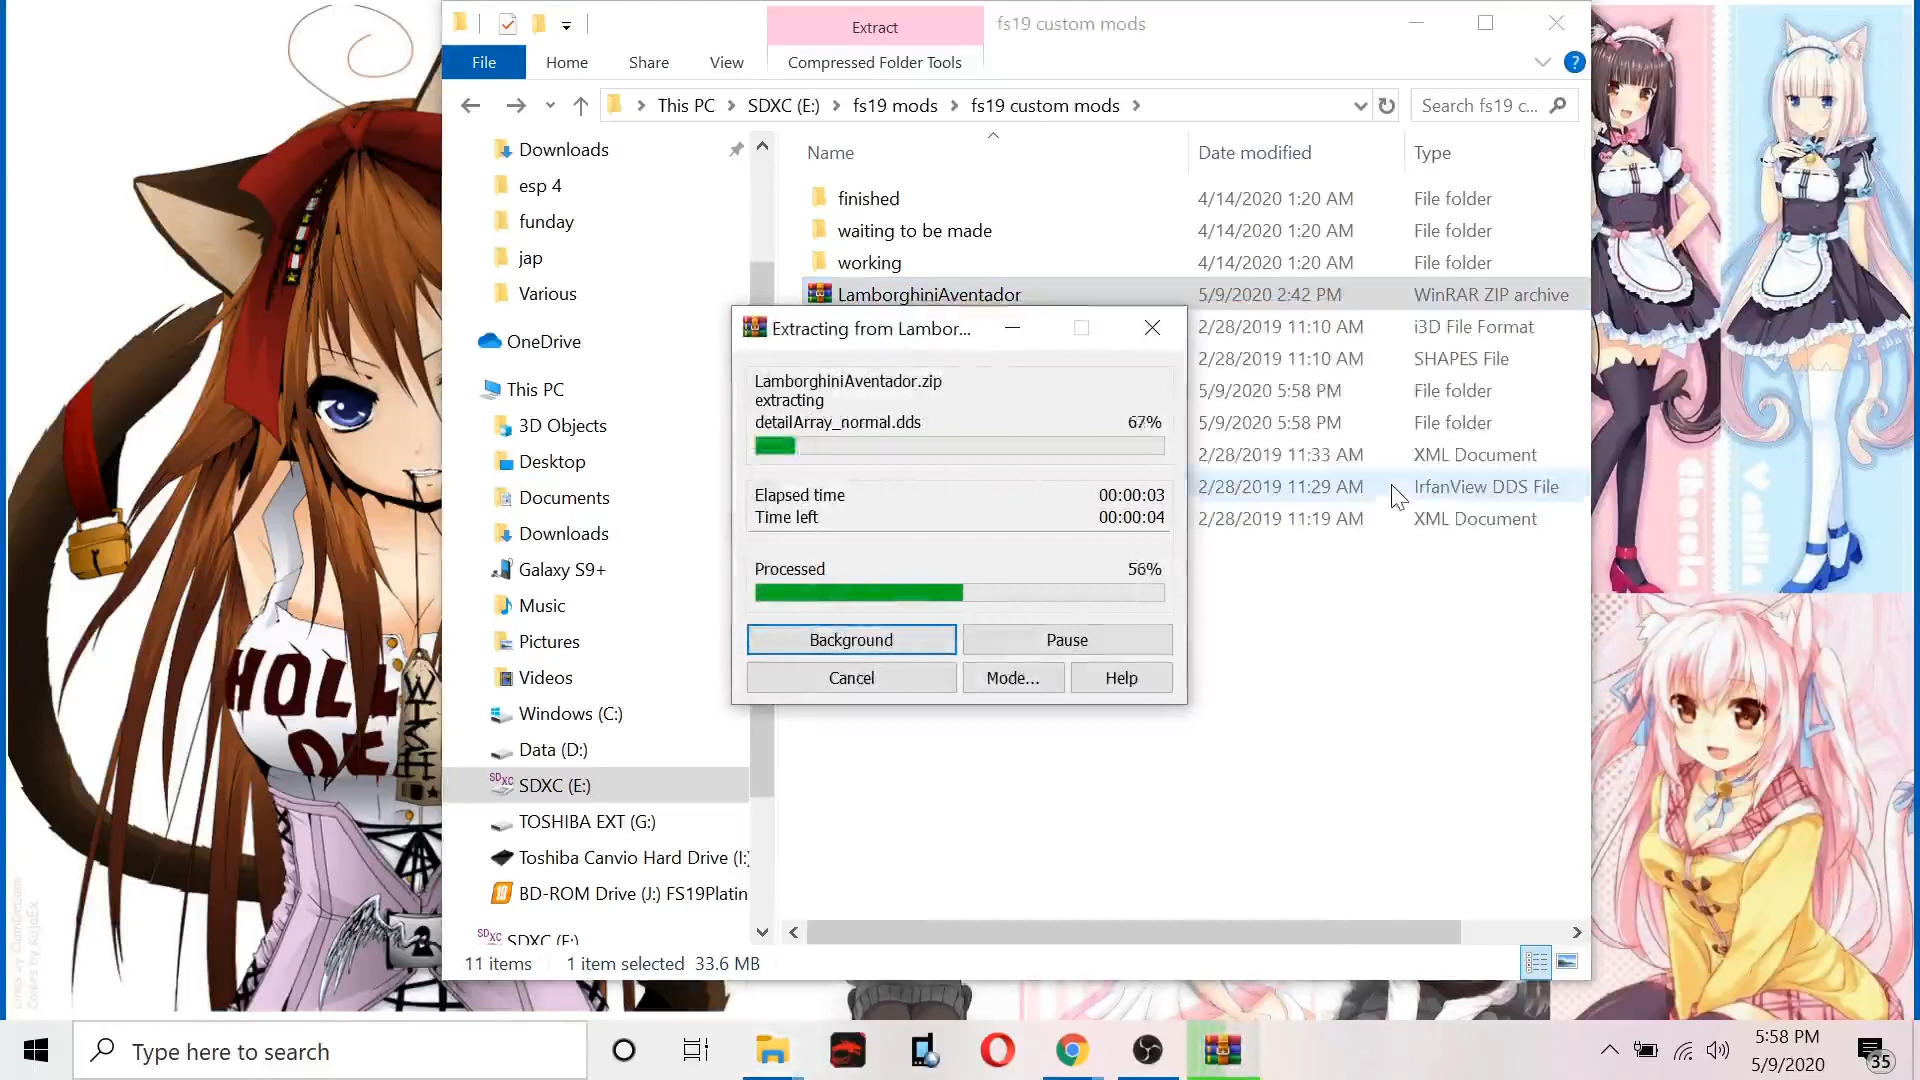 Extract
fs19 custom mods
File
Home
Share
View
Compressed Folder Tools
This PC
SDXC (E:)
fs19 mods
fs19 custom mods
Search fs19 c...
Downloads
esp 4
funday
jap
Various
OneDrive
This PC
3D Objects
Desktop
Documents
Downloads
Galaxy S9+
Music
Pictures
Videos
Windows (C:)
Data (D:)
SDXC (E:)
TOSHIBA EXT (G:)
Toshiba Canvio Hard Drive (I:)
BD-ROM Drive (J:) FS19Platin
SDXC (E:)
Name
Date modified
Type
finished 4/14/2020 1:20 AM File folder
waiting to be made 4/14/2020 1:20 AM File folder
working 4/14/2020 1:20 AM File folder
LamborghiniAventador 5/9/2020 2:42 PM WinRAR ZIP archive
2/28/2019 11:10 AM i3D File Format
2/28/2019 11:10 AM SHAPES File
5/9/2020 5:58 PM File folder
5/9/2020 5:58 PM File folder
2/28/2019 11:33 AM XML Document
2/28/2019 11:29 AM IrfanView DDS File
2/28/2019 11:19 AM XML Document
Extracting from Lambor...
LamborghiniAventador.zip
extracting
detailArray_normal.dds 67%
Elapsed time 00:00:03
Time left 00:00:04
Processed 56%
Background
Pause
Cancel
Mode...
Help
11 items
1 item selected 33.6 MB
HOLL
Chocola
Vanilla
Type here to search
5:58 PM
5/9/2020
35